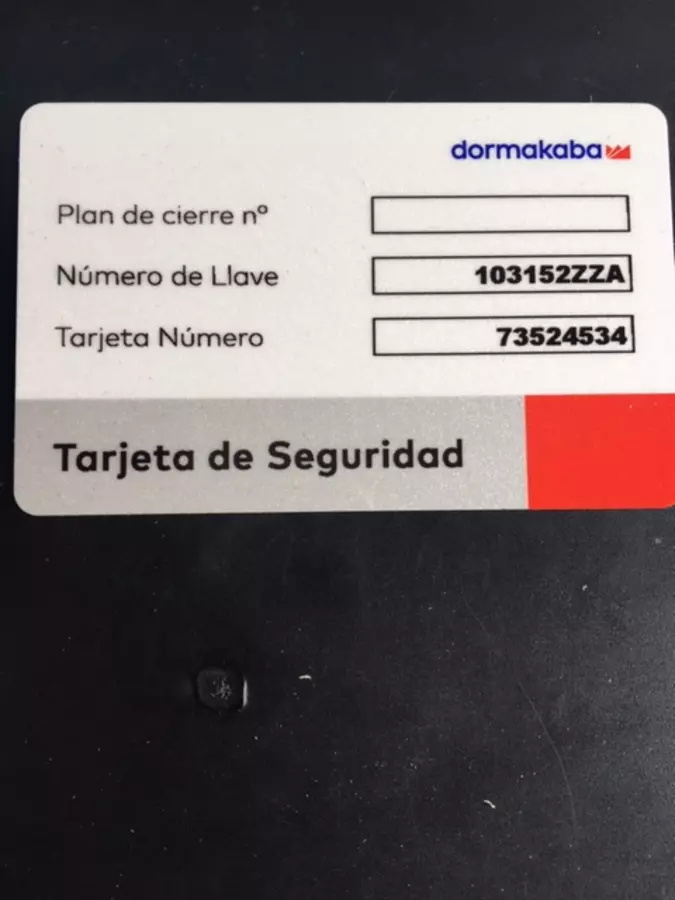 dormakaba
Plan de cierre nº
Número de Llave 103152ZZA
Tarjeta Número 73524534
Tarjeta de Seguridad